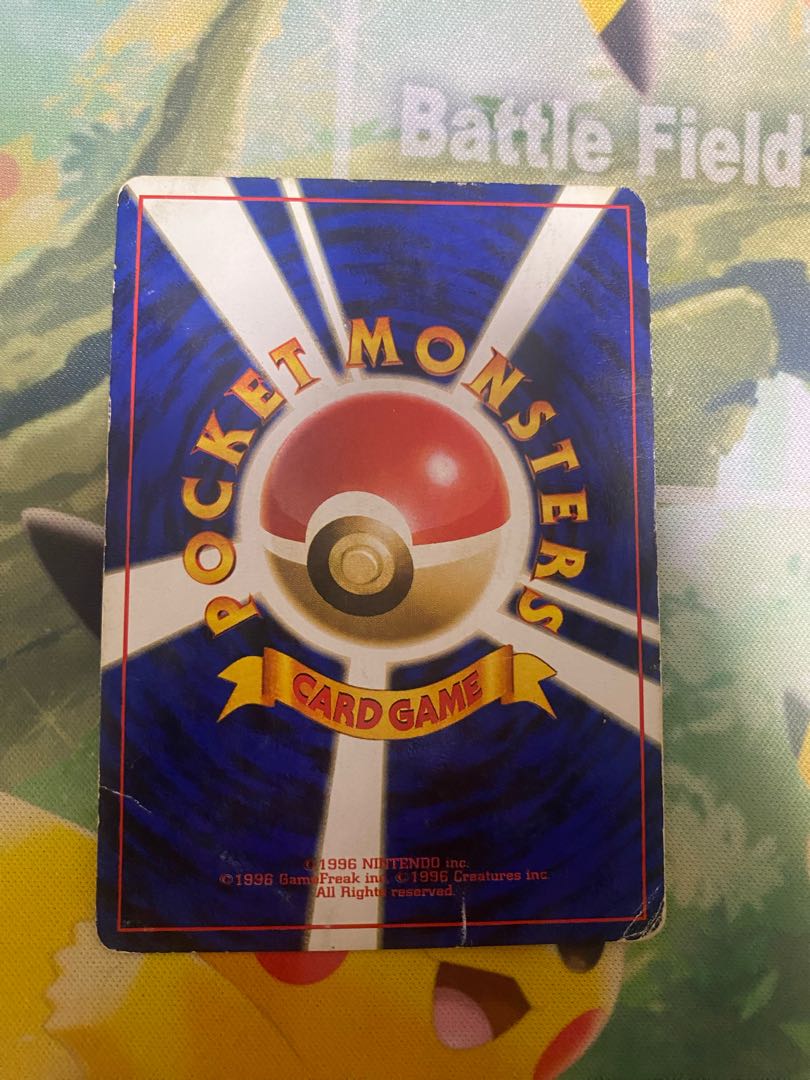 Battle Field
POCKET MONSTERS
CARD GAME
©1996 NINTENDO inc.
©1996 GameFreak inc. ©1996 Creatures inc.
All Rights reserved.